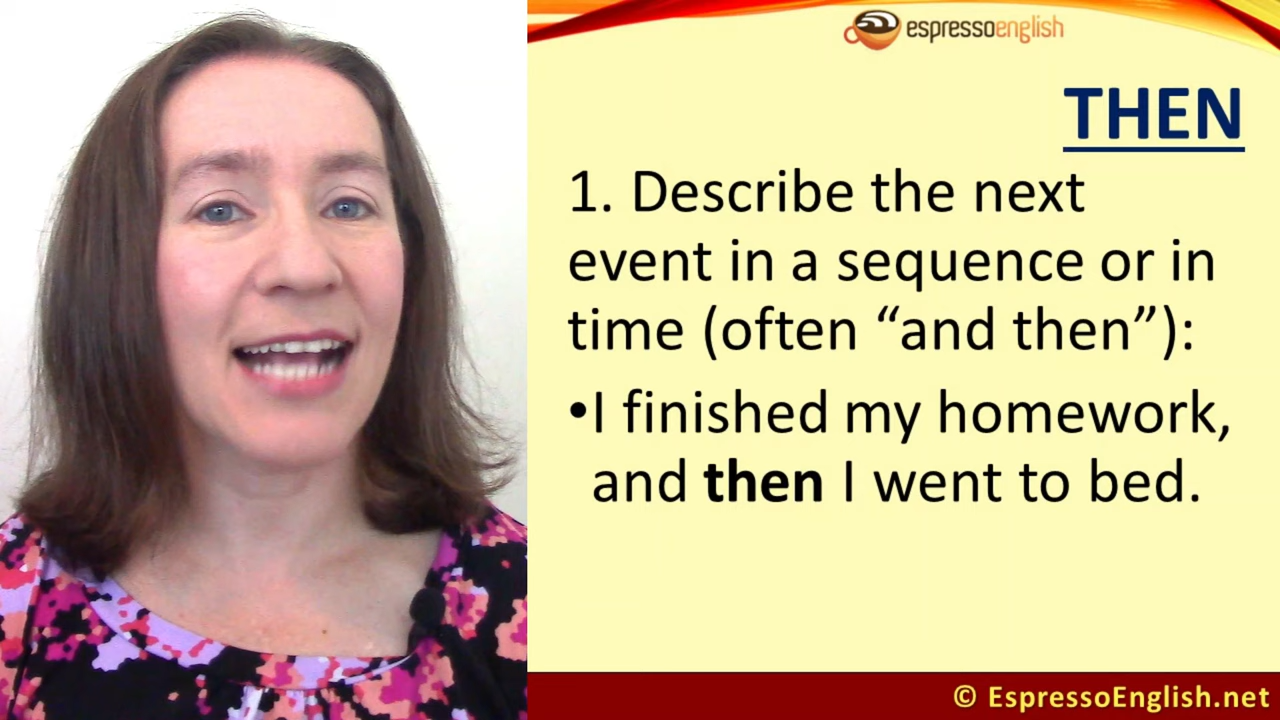 espressoenglish
THEN
1. Describe the next
event in a sequence or in
time (often “and then”):
•I finished my homework,
and then I went to bed.
© EspressoEnglish.net